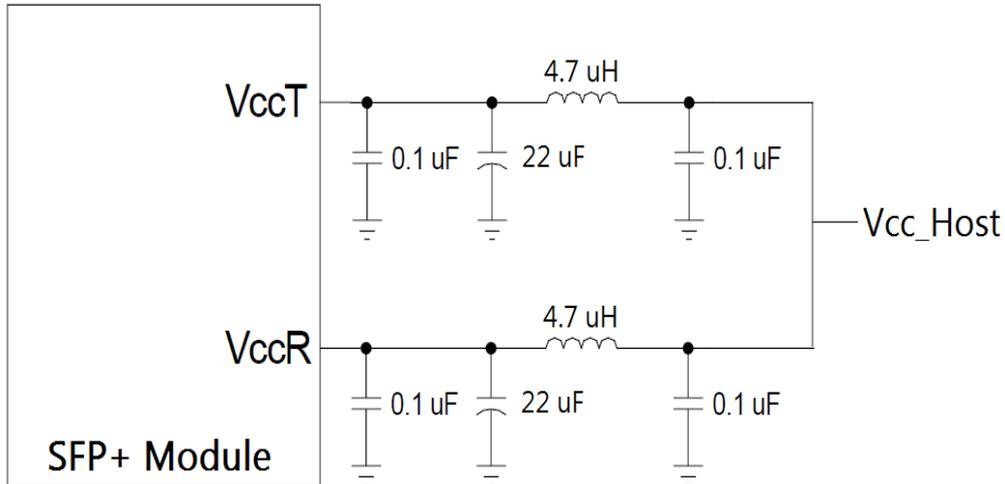 4.7 uH
VccT
0.1 uF
22 uF
0.1 uF
Vcc_Host
4.7 uH
VccR
0.1 uF
22 uF
0.1 uF
SFP+ Module